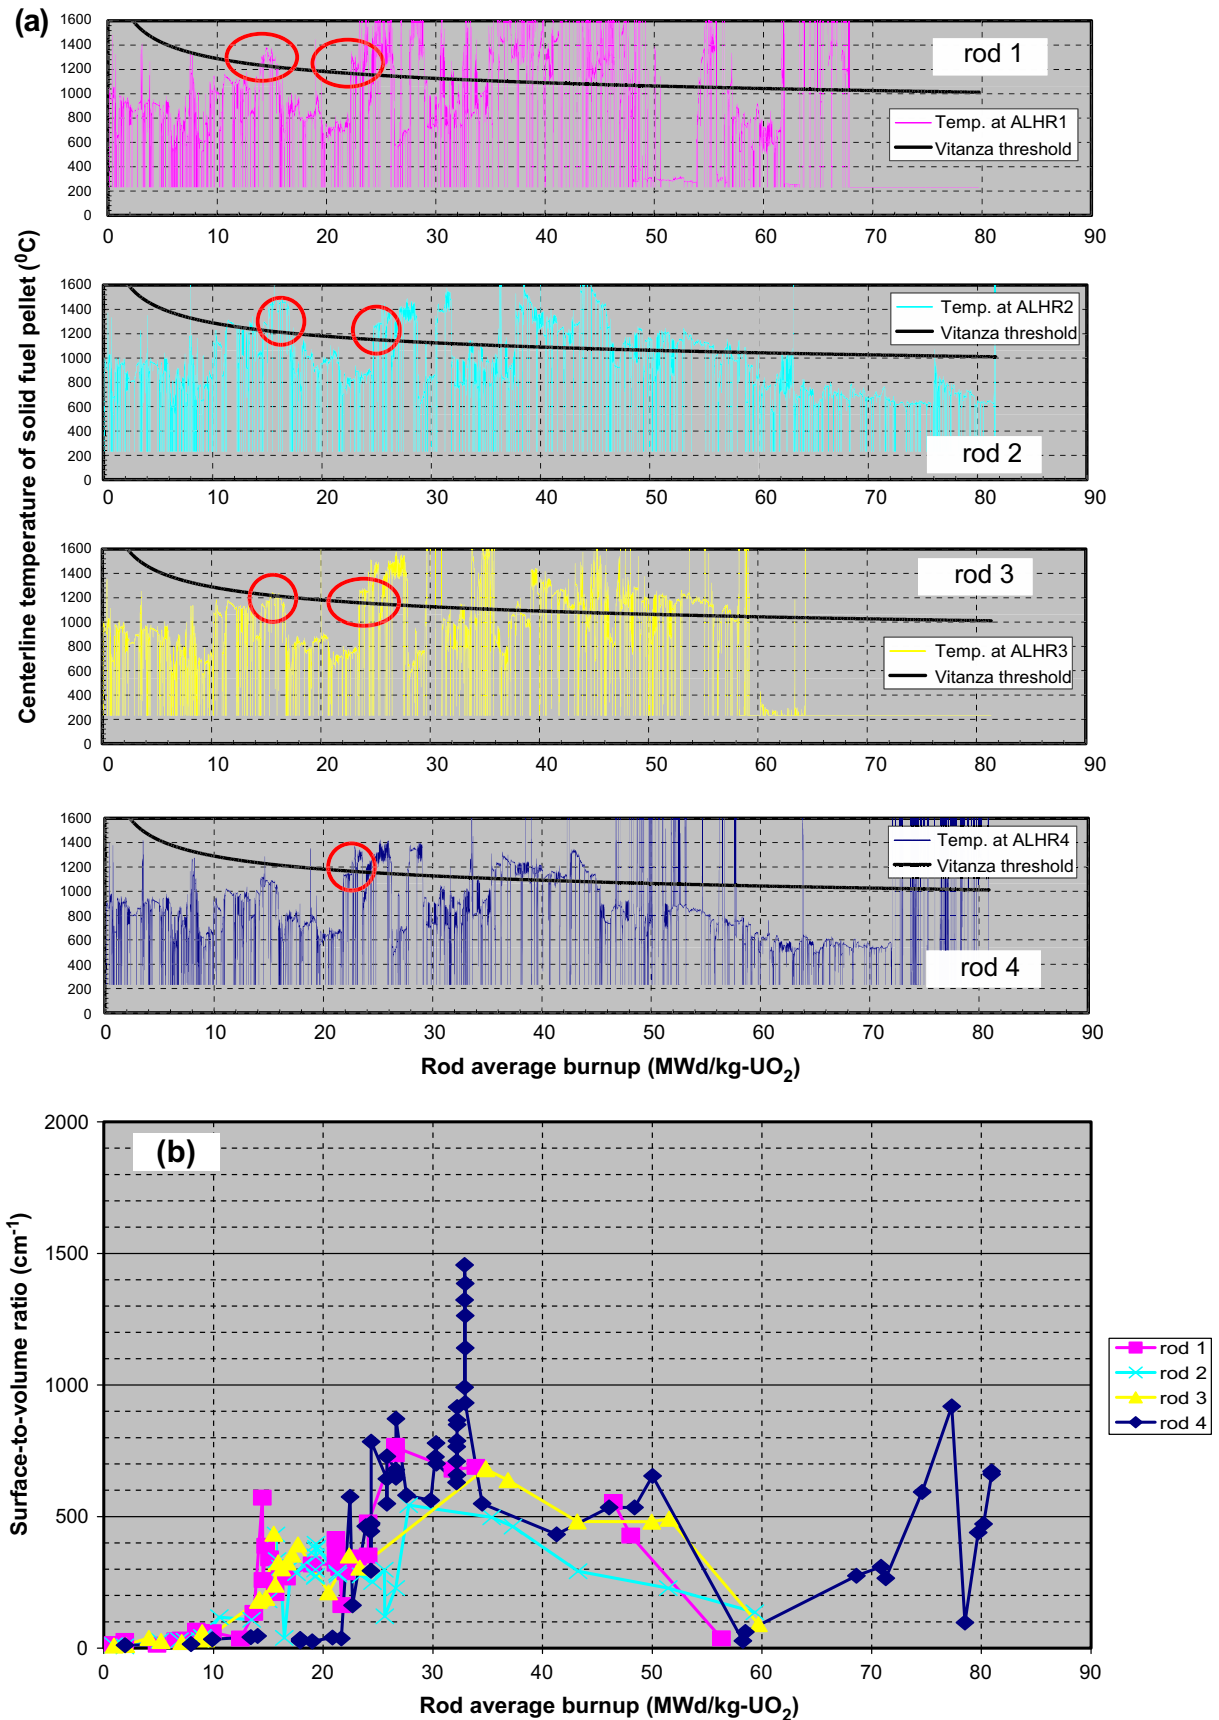 (a)
Centerline temperature of solid fuel pellet (⁰C)
1600
1400
1200
1000
800
600
400
200
0
rod 1
Temp. at ALHR1
Vitanza threshold
0 10 20 30 40 50 60 70 80 90
1600
1400
1200
1000
800
600
400
200
0
Temp. at ALHR2
Vitanza threshold
rod 2
0 10 20 30 40 50 60 70 80 90
1600
1400
1200
1000
800
600
400
200
0
rod 3
Temp. at ALHR3
Vitanza threshold
0 10 20 30 40 50 60 70 80 90
1600
1400
1200
1000
800
600
400
200
0
Temp. at ALHR4
Vitanza threshold
rod 4
0 10 20 30 40 50 60 70 80 90
Rod average burnup (MWd/kg-UO₂)
(b)
Surface-to-volume ratio (cm⁻¹)
2000
1500
1000
500
0
rod 1
rod 2
rod 3
rod 4
0 10 20 30 40 50 60 70 80 90
Rod average burnup (MWd/kg-UO₂)